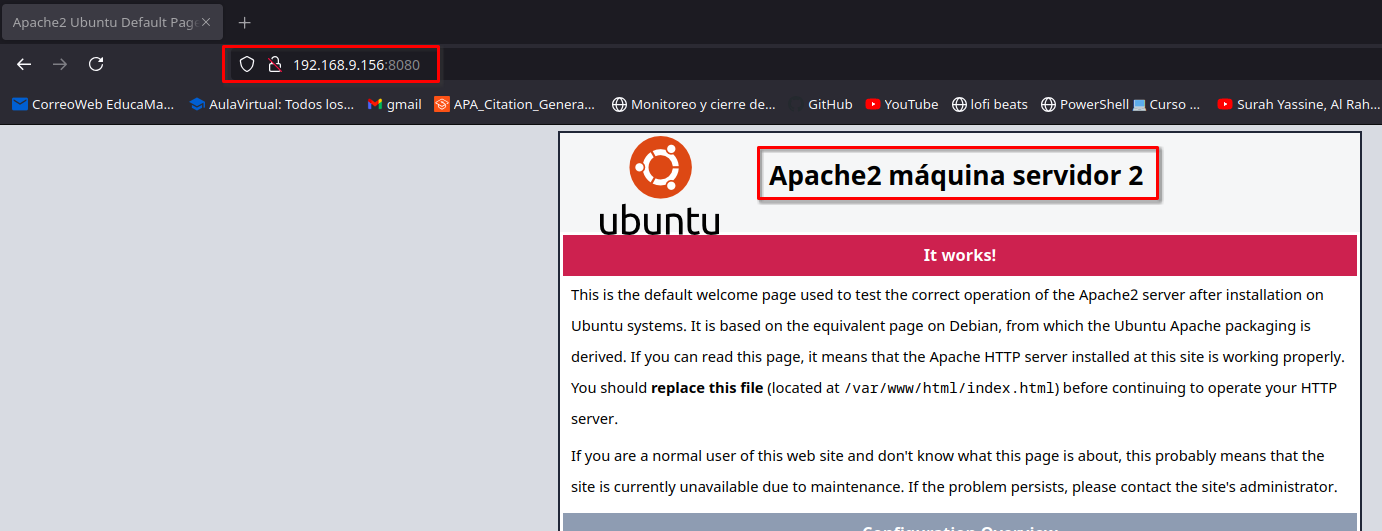 Apache2 Ubuntu Default Pag
192.168.9.156:8080
CorreoWeb EducaMa... AulaVirtual: Todos los... gmail APA_Citation_Genera... Monitoreo y cierre de... GitHub YouTube lofi beats PowerShell Curso ... Surah Yassine, Al Rah...
ubuntu
Apache2 máquina servidor 2
It works!
This is the default welcome page used to test the correct operation of the Apache2 server after installation on
Ubuntu systems. It is based on the equivalent page on Debian, from which the Ubuntu Apache packaging is
derived. If you can read this page, it means that the Apache HTTP server installed at this site is working properly.
You should replace this file (located at /var/www/html/index.html) before continuing to operate your HTTP
server.
If you are a normal user of this web site and don't know what this page is about, this probably means that the
site is currently unavailable due to maintenance. If the problem persists, please contact the site's administrator.
Configuration Overview